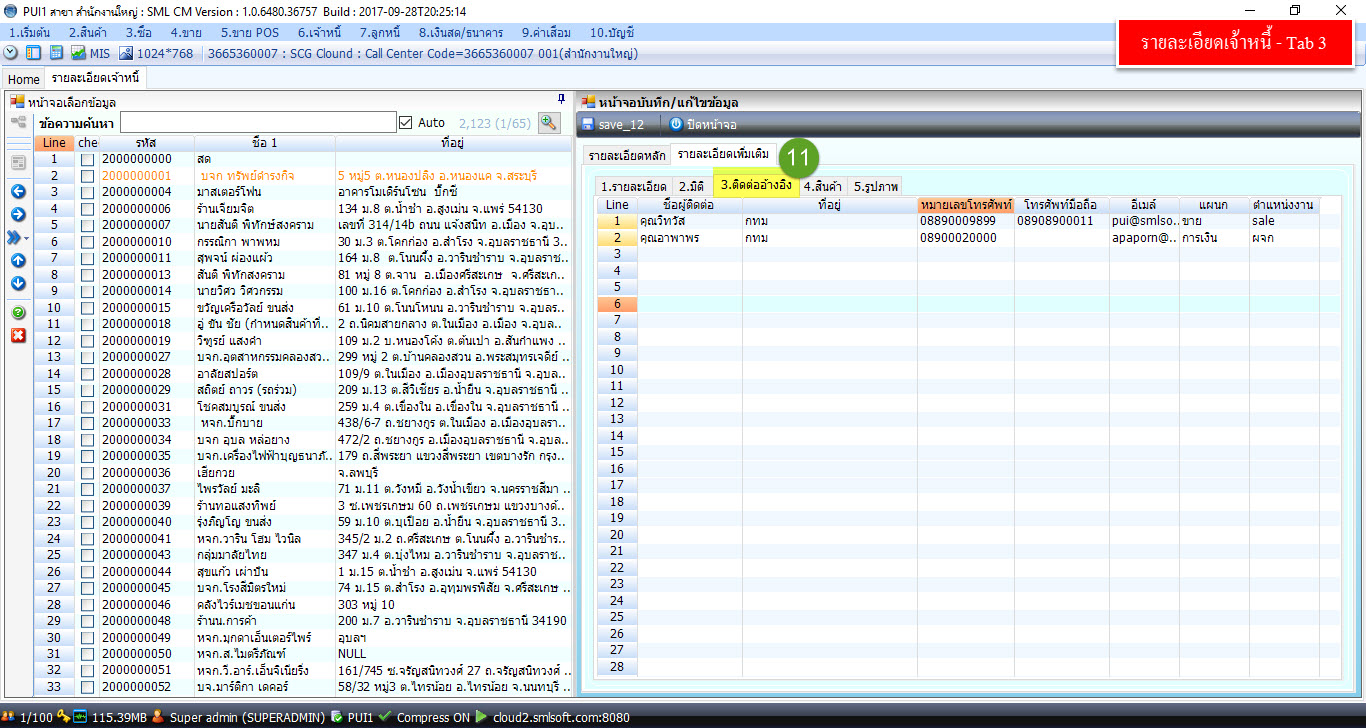 PUI1 สาขา สำนักงานใหญ่ : SML CM Version : 1.0.6480.36757 Build : 2017-09-28T20:25:14
1.เริ่มต้น 2.สินค้า 3.ซื้อ 4.ขาย 5.ขาย POS 6.เจ้าหนี้ 7.ลูกหนี้ 8.เงินสด/ธนาคาร 9.ค่าเสื่อม 10.บัญชี
MIS 1024*768 3665360007 : SCG Clound : Call Center Code=3665360007 001(สำนักงานใหญ่)
รายละเอียดเจ้าหนี้ - Tab 3
Home รายละเอียดเจ้าหนี้
หน้าจอเลือกข้อมูล
ข้อความค้นหา Auto 2,123 (1/65)
Line che รหัส ชื่อ 1 ที่อยู่
1 2000000000 สด
2 2000000001 บจก ทรัพย์ดำรงกิจ 5 หมู่5 ต.หนองปลิง อ.หนองแค จ.สระบุรี
3 2000000004 มาสเตอร์โฟน อาคารโมเดิร์นโซน บิ๊กซี
4 2000000006 ร้านเจียมจิต 134 ม.8 ต.น้ำชำ อ.สูงเม่น จ.แพร่ 54130
5 2000000007 นายสันติ พิทักษ์สงคราม เลขที่ 314/14b ถนน แจ้งสนิท อ.เมือง จ.อุบ..
6 2000000010 กรรณิกา พาพหม 30 ม.3 ต.โคกก่อง อ.สำโรง จ.อุบลราชธานี 3..
7 2000000011 สุพจน์ ผ่องแผ้ว 164 ม.8 ต.โนนผึ้ง อ.วารินชำราบ จ.อุบลราช..
8 2000000013 สันติ พิทักสงคราม 81 หมู่ 8 ต.จาน อ.เมืองศรีสะเกษ จ.ศรีสะเก..
9 2000000014 นายวิศว วิศวกรรม 100 ม.16 ต.โคกก่อง อ.สำโรง จ.อุบลราชธา..
10 2000000015 ขวัญเครือวัลย์ ขนส่ง 61 ม.10 ต.โนนโหนน อ.วารินชำราบ จ.อุบลร..
11 2000000018 อู่ ขัน ชัย (กำหนดสินค้าที่.. 2 ถ.นิคมสายกลาง ต.ในเมือง อ.เมือง จ.อุบล..
12 2000000019 วิฑูรย์ แสงคำ 109 ม.2 บ.หนองโค้ง ต.ต้นเปา อ.สันกำแพง ..
13 2000000027 บจก.อุตสาหกรรมคลองสว.. 299 หมู่ 2 ต.บ้านคลองสวน อ.พระสมุทรเจดีย์ ..
14 2000000028 อาลัยสปอร์ต 109/9 ต.ในเมือง อ.เมืองอุบลราชธานี จ.อุบ..
15 2000000029 สถิตย์ ถาวร (รถร่วม) 209 ม.13 ต.สีวิเชียร อ.น้ำยืน จ.อุบลราชธานี ..
16 2000000031 โชคสมบูรณ์ ขนส่ง 259 ม.4 ต.เขื่องใน อ.เขื่องใน จ.อุบลราชธานี ..
17 2000000033 หจก.บิ๊กบาย 438/6-7 ถ.ชยางกูร ต.ในเมือง อ.เมืองอุบลรา..
18 2000000034 บจก อุบล หล่อยาง 472/2 ถ.ชยางกูร อ.เมืองอุบลราชธานี จ.อุบล..
19 2000000035 บจก.เครื่องไฟฟ้าบุญธนาภั.. 179 ถ.สี่พระยา แขวงสี่พระยา เขตบางรัก กรุง..
20 2000000036 เฮียกวย จ.ลพบุรี
21 2000000037 ไพรวัลย์ มะลิ 71 ม.11 ต.วังหมี อ.วังน้ำเขียว จ.นครราชสีมา ..
22 2000000039 ร้านทอแสงทิพย์ 3 ซ.เพชรเกษม 60 ถ.เพชรเกษม แขวงบางด้..
23 2000000040 รุ่งภิญโญ ขนส่ง 59 ม.10 ต.บุเปือย อ.น้ำยืน จ.อุบลราชธานี 3..
24 2000000041 หจก.วาริน โฮม ไวนิล 345/2 ม.2 ถ.ศรีสะเกษ ต.โนนผึ้ง อ.วารินชำร..
25 2000000043 กลุ่มมาลัยไทย 347 ม.4 ต.บุ่งไหม อ.วารินชำราบ จ.อุบลราช..
26 2000000044 สุขแก้ว เผ่าปัน 1 ม.15 ต.น้ำชำ อ.สูงเม่น จ.แพร่ 54130
27 2000000045 บจก.โรงสีมิตรใหม่ 74 ม.15 ต.สำโรง อ.อุทุมพรพิสัย จ.ศรีสะเกษ ..
28 2000000046 คลังไวร์เมชขอนแก่น 303 หมู่ 10
29 2000000048 ร้านน.การค้า 200 ม.7 อ.วารินชำราบ จ.อุบลราชธานี 34190
30 2000000049 หจก.มุกดาเอ็นเตอร์ไพร์ อุบลฯ
31 2000000050 หจก.ส.ไมตรีภัณฑ์ NULL
32 2000000051 หจก.วี.อาร์.เอ็นจิเนียริ่ง 161/745 ซ.จรัญสนิทวงศ์ 27 ถ.จรัญสนิทวงศ์ ..
33 2000000052 บจ.มาร์ติกา เดคอร์ 58/32 หมู่3 ต.ไทรน้อย อ.ไทรน้อย จ.นนทบุรี ..
หน้าจอบันทึก/แก้ไขข้อมูล
save_12 ปิดหน้าจอ
รายละเอียดหลัก รายละเอียดเพิ่มเติม 11
1.รายละเอียด 2.มิติ 3.ติดต่ออ้างอิง 4.สินค้า 5.รูปภาพ
Line ชื่อผู้ติดต่อ ที่อยู่ หมายเลขโทรศัพท์ โทรศัพท์มือถือ อีเมล์ แผนก ตำแหน่งงาน
1 คุณวิทวัส กทม 08890009899 08908900011 pui@smlso.. ขาย sale
2 คุณอาพาพร กทม 08900020000 apaporn@.. การเงิน ผจก
3
4
5
6
7
8
9
10
11
12
13
14
15
16
17
18
19
20
21
22
23
24
25
26
27
28
1/100 115.39MB Super admin (SUPERADMIN) PUI1 Compress ON cloud2.smlsoft.com:8080